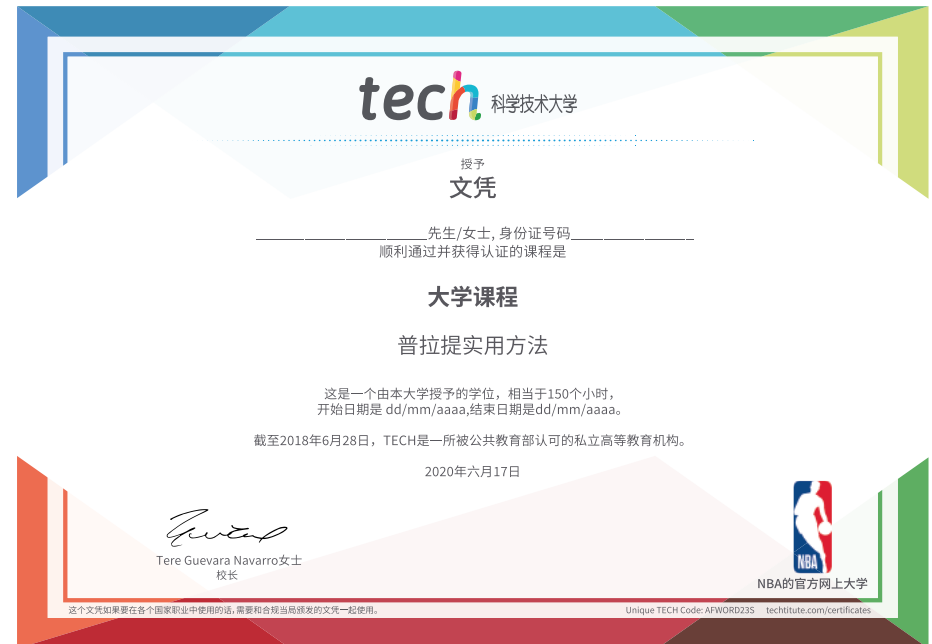 tech 科学技术大学
授予
文凭
______________________先生/女士, 身份证号码________________
顺利通过并获得认证的课程是
大学课程
普拉提实用方法
这是一个由本大学授予的学位，相当于150个小时，
开始日期是 dd/mm/aaaa,结束日期是dd/mm/aaaa。
截至2018年6月28日，TECH是一所被公共教育部认可的私立高等教育机构。
2020年六月17日
Tere Guevara Navarro女士
校长
NBA
NBA的官方网上大学
这个文凭如果要在各个国家职业中使用的话,需要和合规当局颁发的文凭一起使用。
Unique TECH Code: AFWORD23S techtitute.com/certificates